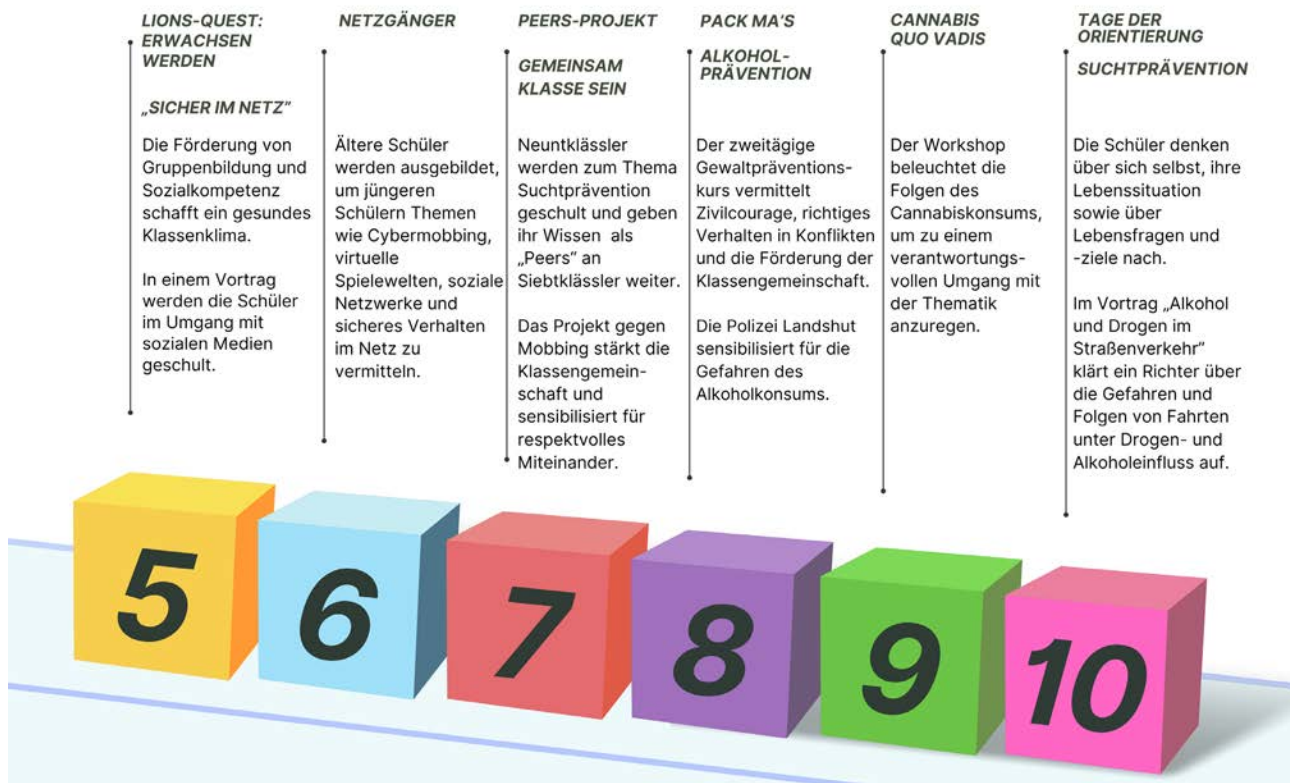 LIONS-QUEST:
ERWACHSEN
WERDEN
„SICHER IM NETZ”
Die Förderung von
Gruppenbildung und
Sozialkompetenz
schafft ein gesundes
Klassenklima.
In einem Vortrag
werden die Schüler
im Umgang mit
sozialen Medien
geschult.
NETZGÄNGER
Ältere Schüler
werden ausgebildet,
um jüngeren
Schülern Themen
wie Cybermobbing,
virtuelle
Spielewelten, soziale
Netzwerke und
sicheres Verhalten
im Netz zu
vermitteln.
PEERS-PROJEKT
GEMEINSAM
KLASSE SEIN
Neuntklässler
werden zum Thema
Suchtprävention
geschult und geben
ihr Wissen als
„Peers” an
Siebtklässler weiter.
Das Projekt gegen
Mobbing stärkt die
Klassengemein-
schaft und
sensibilisiert für
respektvolles
Miteinander.
PACK MA'S
ALKOHOL-
PRÄVENTION
Der zweitägige
Gewaltpräventions-
kurs vermittelt
Zivilcourage, richtiges
Verhalten in Konflikten
und die Förderung der
Klassengemeinschaft.
Die Polizei Landshut
sensibilisiert für die
Gefahren des
Alkoholkonsums.
CANNABIS
QUO VADIS
Der Workshop
beleuchtet die
Folgen des
Cannabiskonsums,
um zu einem
verantwortungs-
vollen Umgang mit
der Thematik
anzuregen.
TAGE DER
ORIENTIERUNG
SUCHTPRÄVENTION
Die Schüler denken
über sich selbst, ihre
Lebenssituation
sowie über
Lebensfragen und
-ziele nach.
Im Vortrag „Alkohol
und Drogen im
Straßenverkehr”
klärt ein Richter über
die Gefahren und
Folgen von Fahrten
unter Drogen- und
Alkoholeinfluss auf.
5
6
7
8
9
10